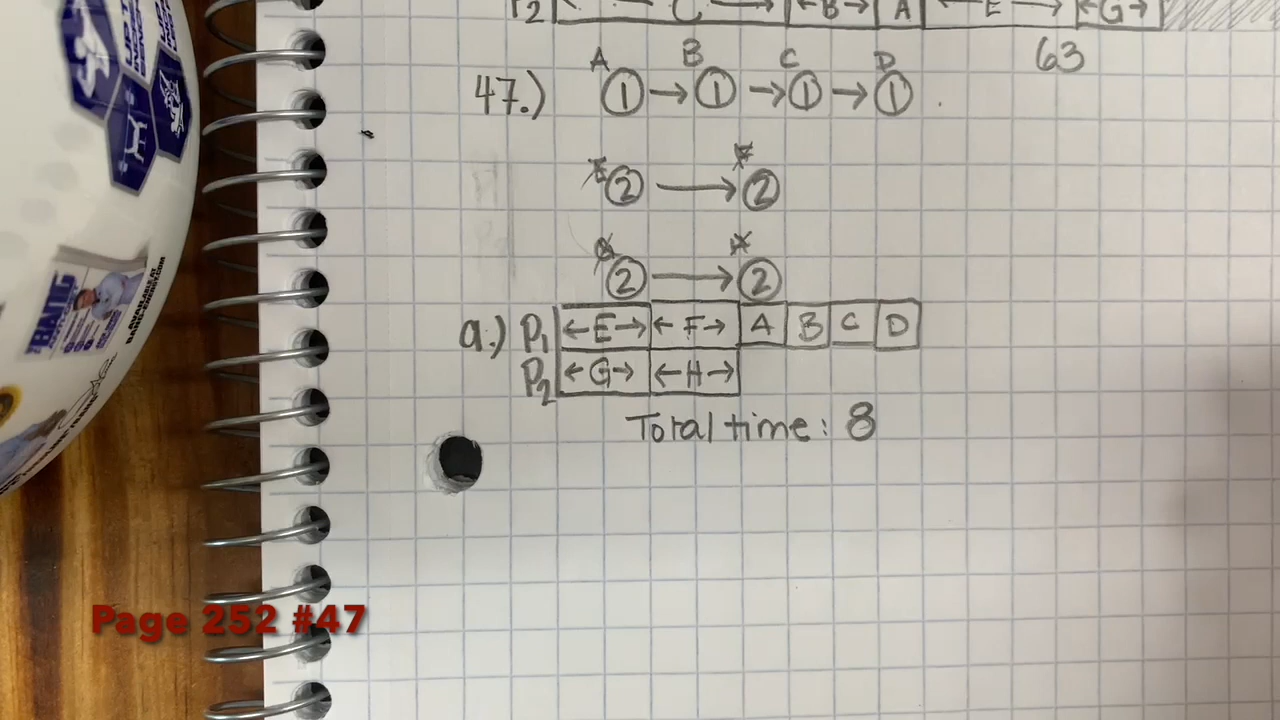 C B A E G
63
A B C D
47.) 1 → 1 → 1 → 1
2 → 2
2 → 2
a.) P1 ←E→ ←F→ A B C D
P2 ←G→ ←H→
Total time: 8
Page 252 #47